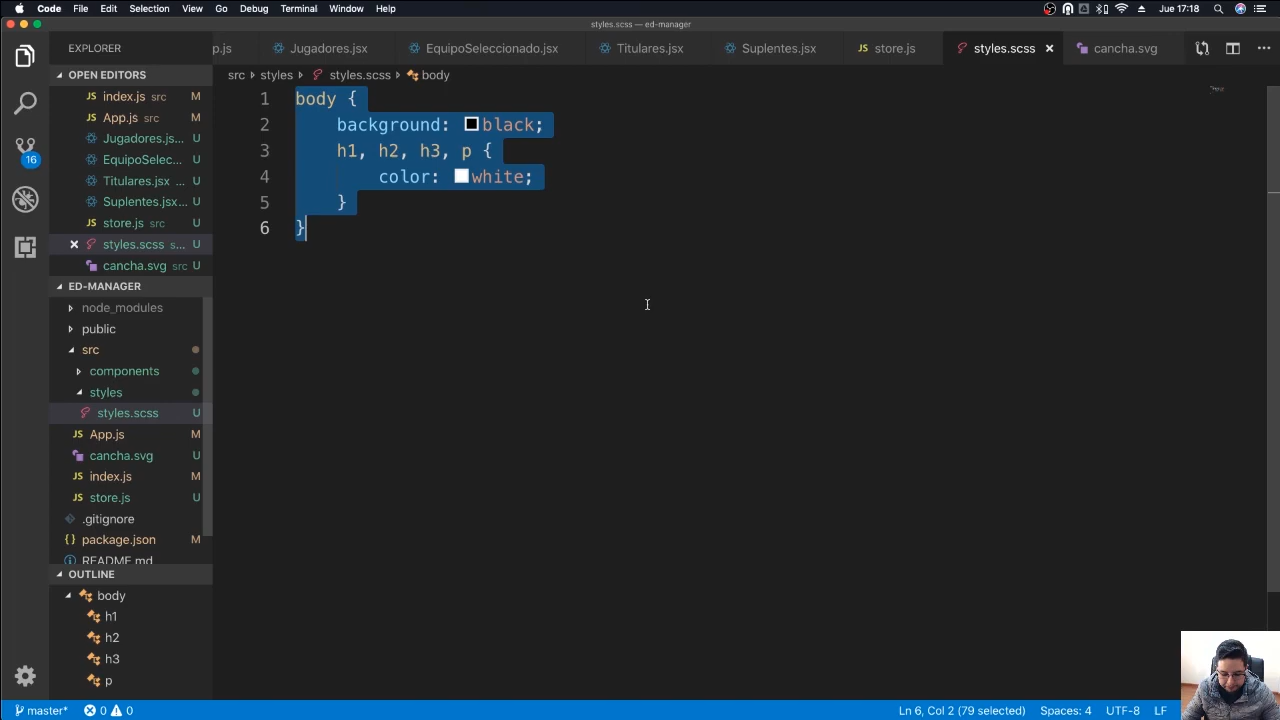 Code File Edit Selection View Go Debug Terminal Window Help Jue 17:18
styles.scss — ed-manager
EXPLORER
p.js Jugadores.jsx EquipoSeleccionado.jsx Titulares.jsx Suplentes.jsx store.js styles.scss cancha.svg
OPEN EDITORS
index.js src M
App.js src M
Jugadores.js... U
EquipoSelec... U
Titulares.jsx ... U
Suplentes.jsx... U
store.js src U
styles.scss s... U
cancha.svg src U
ED-MANAGER
node_modules
public
src
components
styles
styles.scss U
App.js M
cancha.svg U
index.js M
store.js U
.gitignore
package.json M
README.md
OUTLINE
body
h1
h2
h3
p
src styles styles.scss body
1 body {
2 background: black;
3 h1, h2, h3, p {
4 color: white;
5 }
6 }
master* 0 0 Ln 6, Col 2 (79 selected) Spaces: 4 UTF-8 LF
16